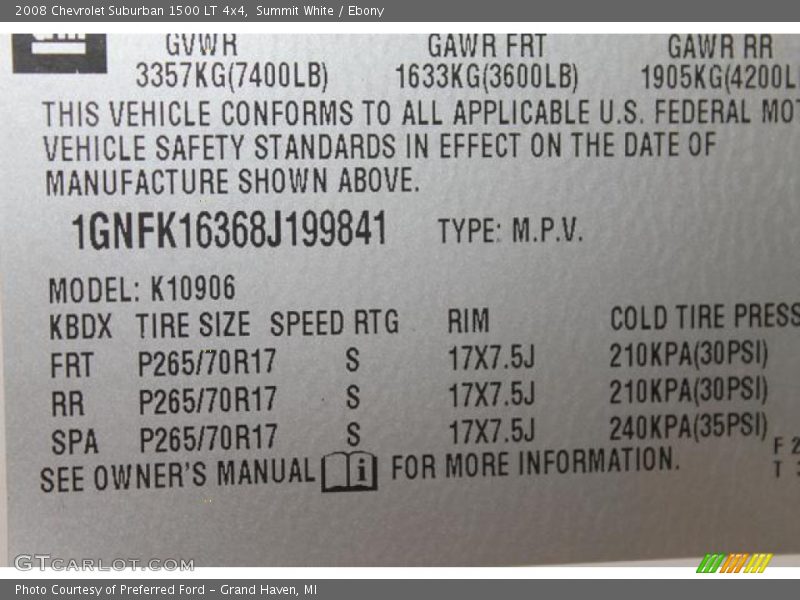 2008 Chevrolet Suburban 1500 LT 4x4, Summit White / Ebony
GVWR GAWR FRT GAWR RR
3357KG(7400LB) 1633KG(3600LB) 1905KG(4200L
THIS VEHICLE CONFORMS TO ALL APPLICABLE U.S. FEDERAL MOT
VEHICLE SAFETY STANDARDS IN EFFECT ON THE DATE OF
MANUFACTURE SHOWN ABOVE.
1GNFK16368J199841 TYPE: M.P.V.
MODEL: K10906
KBDX TIRE SIZE SPEED RTG RIM COLD TIRE PRESS
FRT P265/70R17 S 17X7.5J 210KPA(30PSI)
RR P265/70R17 S 17X7.5J 210KPA(30PSI)
SPA P265/70R17 S 17X7.5J 240KPA(35PSI)
F 2
SEE OWNER'S MANUAL i FOR MORE INFORMATION.
T
GTCARLOT.COM
Photo Courtesy of Preferred Ford - Grand Haven, MI